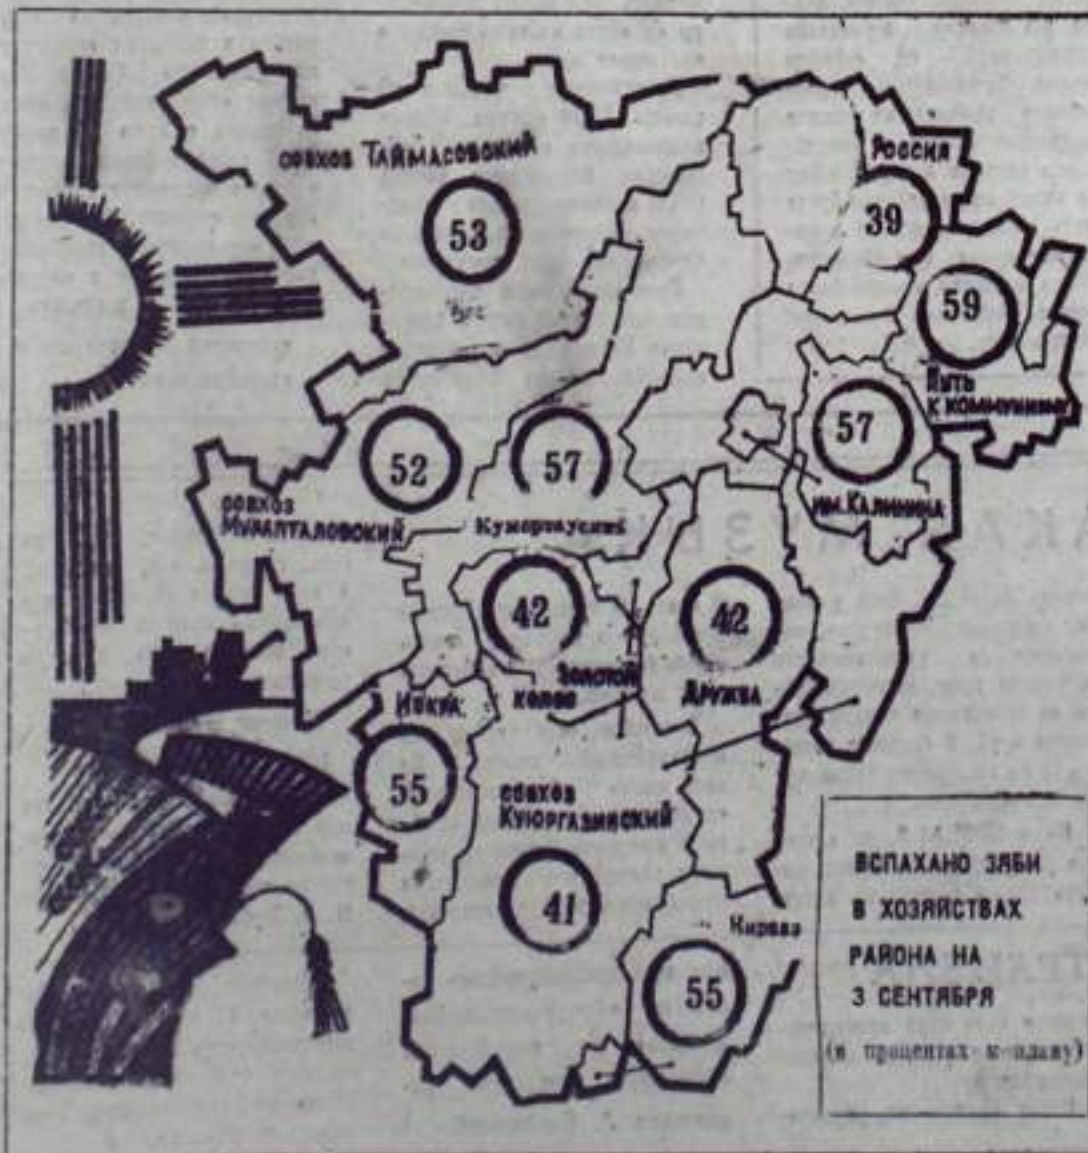 совхоз ТАЙМАСОВСКИЙ
53
РОССИЯ
39
59
ПУТЬ
К КОММУНИЗМУ
57
им. КАЛИНИНА
52
совхоз
МУРАПТАЛОВСКИЙ
57
42
ЗОЛОТОЙ
КОЛОС
42
ДРУЖБА
55
совхоз
КУЮРГАЗИНСКИЙ
41
Кирова
55
ВСПАХАНО ЗЯБИ
В ХОЗЯЙСТВАХ
РАЙОНА НА
3 СЕНТЯБРЯ
(в процентах к плану)